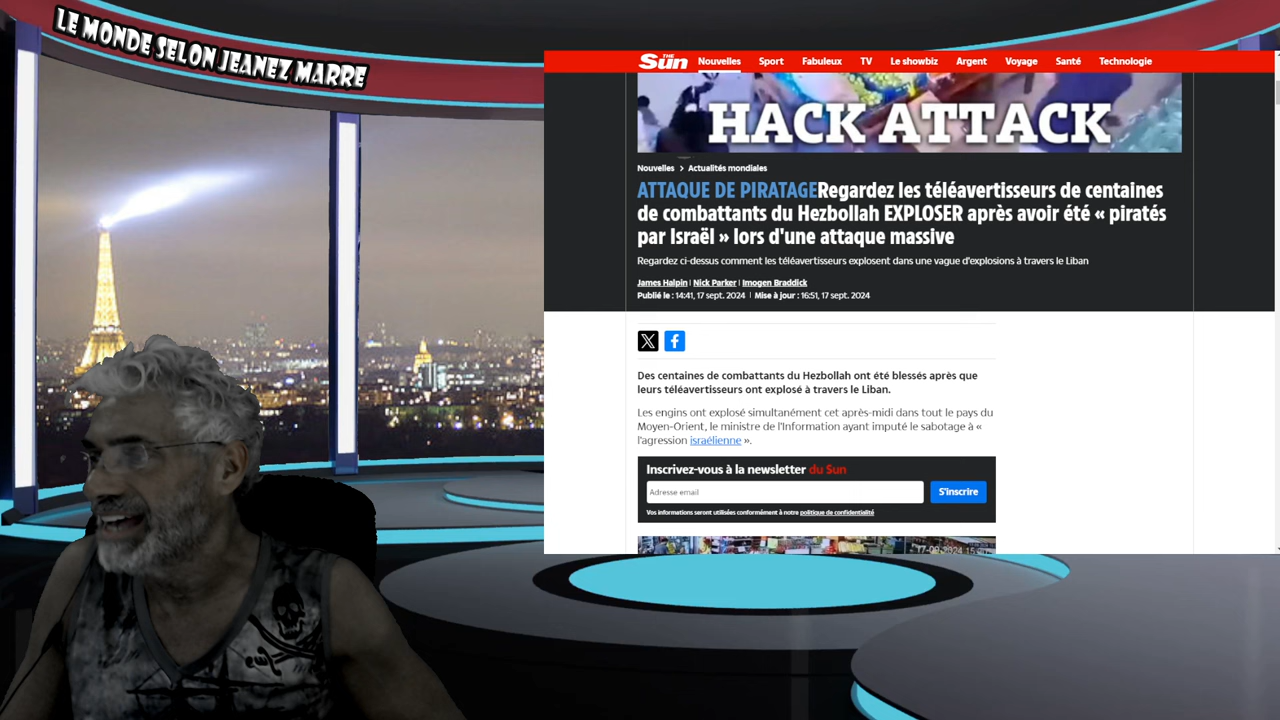 LE MONDE SELON JEANEZ MARRE
THE Sun Nouvelles Sport Fabuleux TV Le showbiz Argent Voyage Santé Technologie
HACK ATTACK
Nouvelles > Actualités mondiales
ATTAQUE DE PIRATAGERegardez les téléavertisseurs de centaines
de combattants du Hezbollah EXPLOSER après avoir été « piratés
par Israël » lors d'une attaque massive
Regardez ci-dessus comment les téléavertisseurs explosent dans une vague d'explosions à travers le Liban
James Halpin | Nick Parker | Imogen Braddick
Publié le : 14:41, 17 sept. 2024 | Mise à jour : 16:51, 17 sept. 2024
Des centaines de combattants du Hezbollah ont été blessés après que
leurs téléavertisseurs ont explosé à travers le Liban.
Les engins ont explosé simultanément cet après-midi dans tout le pays du
Moyen-Orient, le ministre de l'Information ayant imputé le sabotage à «
l'agression israélienne ».
Inscrivez-vous à la newsletter du Sun
Adresse email
S'inscrire
Vos informations seront utilisées conformément à notre politique de confidentialité